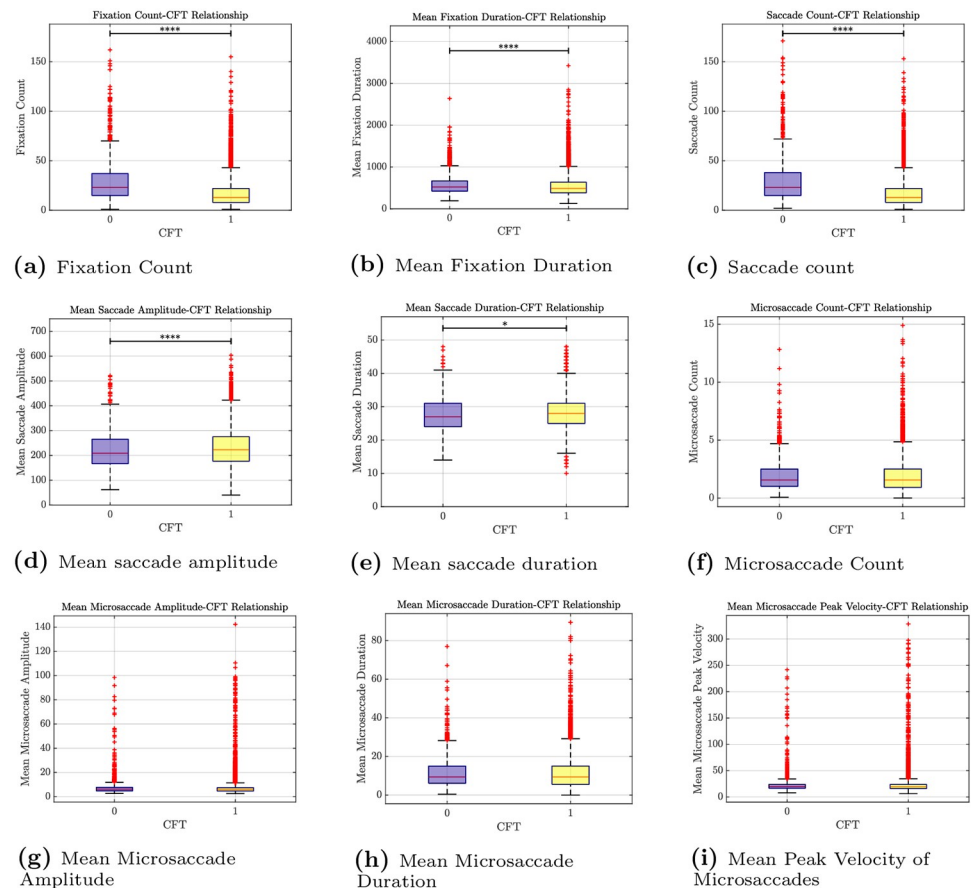 Fixation Count-CFT Relationship
****
150
100
50
0
Fixation Count
0
1
CFT
(a) Fixation Count
Mean Fixation Duration-CFT Relationship
****
4000
3000
2000
1000
0
Mean Fixation Duration
0
1
CFT
(b) Mean Fixation Duration
Saccade Count-CFT Relationship
****
150
100
50
0
Saccade Count
0
1
CFT
(c) Saccade count
Mean Saccade Amplitude-CFT Relationship
****
700
600
500
400
300
200
100
0
Mean Saccade Amplitude
0
1
CFT
(d) Mean saccade amplitude
Mean Saccade Duration-CFT Relationship
*
50
40
30
20
10
0
Mean Saccade Duration
0
1
CFT
(e) Mean saccade duration
Microsaccade Count-CFT Relationship
15
10
5
0
Microsaccade Count
0
1
CFT
(f) Microsaccade Count
Mean Microsaccade Amplitude-CFT Relationship
140
120
100
80
60
40
20
0
Mean Microsaccade Amplitude
0
1
CFT
(g) Mean Microsaccade
Amplitude
Mean Microsaccade Duration-CFT Relationship
80
60
40
20
0
Mean Microsaccade Duration
0
1
CFT
(h) Mean Microsaccade
Duration
Mean Microsaccade Peak Velocity-CFT Relationship
300
250
200
150
100
50
0
Mean Microsaccade Peak Velocity
0
1
CFT
(i) Mean Peak Velocity of
Microsaccades